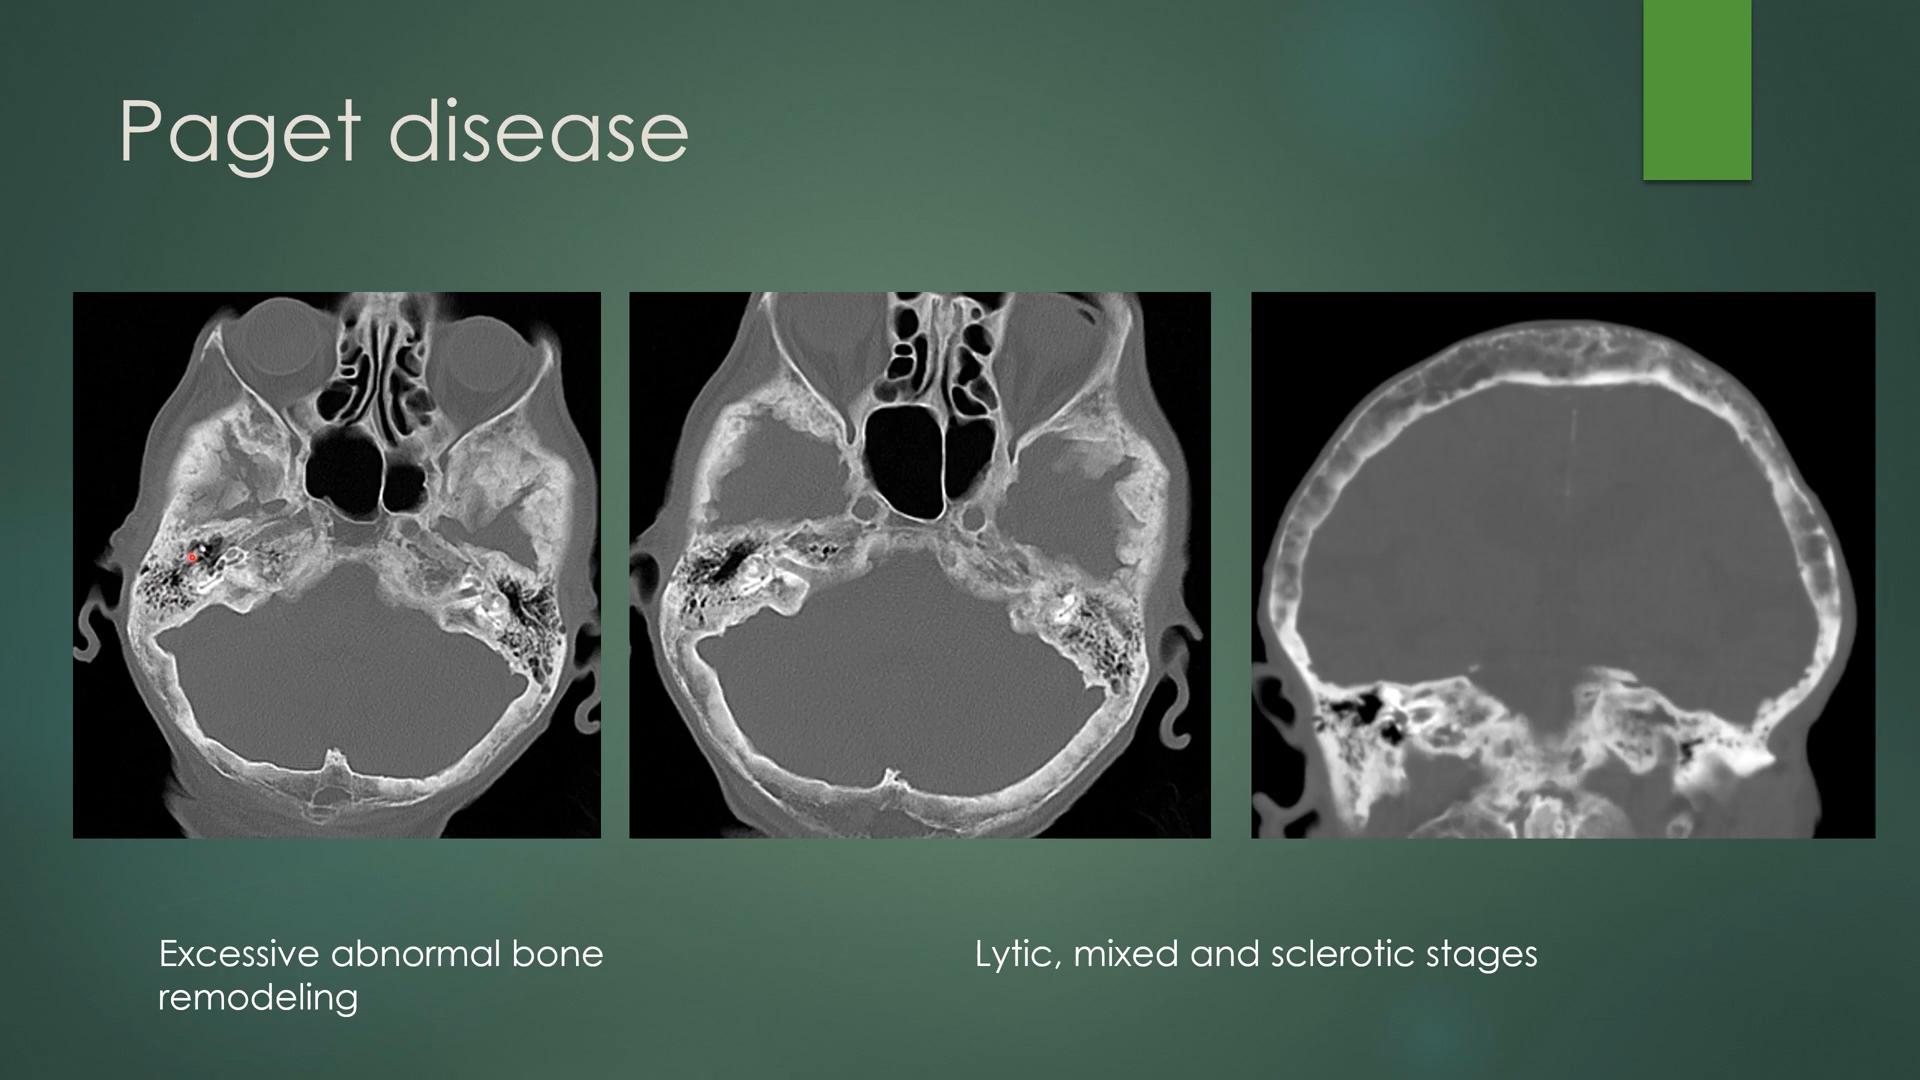 Paget disease
Excessive abnormal bone
remodeling
Lytic, mixed and sclerotic stages